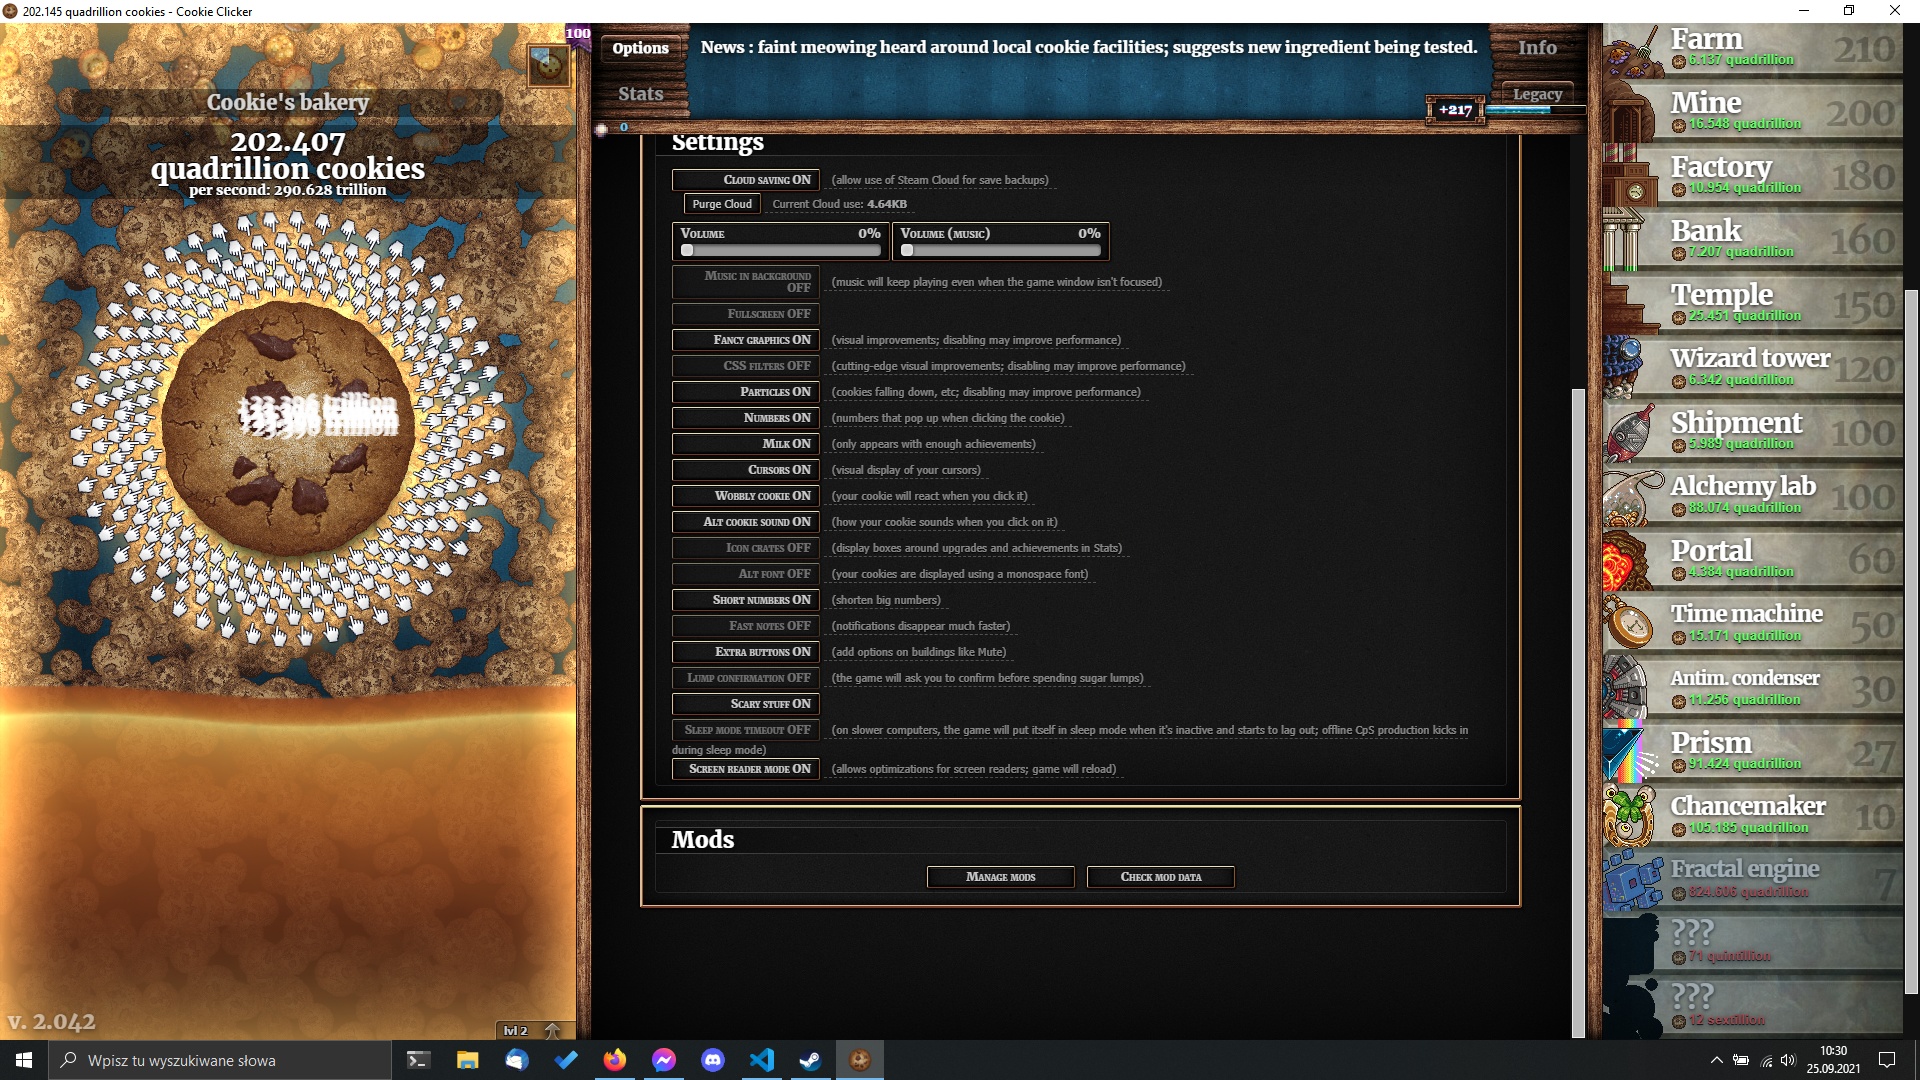 202.145 quadrillion cookies - Cookie Clicker
100
Cookie's bakery
202.407
quadrillion cookies
per second: 290.628 trillion
+23.396 trillion
v. 2.042
lvl 2
Options
Stats
News : faint meowing heard around local cookie facilities; suggests new ingredient being tested.
Info
Legacy
+217
0
Settings
Cloud saving ON (allow use of Steam Cloud for save backups)
Purge Cloud Current Cloud use: 4.64KB
Volume 0% Volume (music) 0%
Music in background OFF (music will keep playing even when the game window isn't focused)
Fullscreen OFF
Fancy graphics ON (visual improvements; disabling may improve performance)
CSS filters OFF (cutting-edge visual improvements; disabling may improve performance)
Particles ON (cookies falling down, etc; disabling may improve performance)
Numbers ON (numbers that pop up when clicking the cookie)
Milk ON (only appears with enough achievements)
Cursors ON (visual display of your cursors)
Wobbly cookie ON (your cookie will react when you click it)
Alt cookie sound ON (how your cookie sounds when you click on it)
Icon crates OFF (display boxes around upgrades and achievements in Stats)
Alt font OFF (your cookies are displayed using a monospace font)
Short numbers ON (shorten big numbers)
Fast notes OFF (notifications disappear much faster)
Extra buttons ON (add options on buildings like Mute)
Lump confirmation OFF (the game will ask you to confirm before spending sugar lumps)
Scary stuff ON
Sleep mode timeout OFF (on slower computers, the game will put itself in sleep mode when it's inactive and starts to lag out; offline CpS production kicks in
during sleep mode)
Screen reader mode ON (allows optimizations for screen readers; game will reload)
Mods
Manage mods Check mod data
Farm 210
6.137 quadrillion
Mine 200
16.548 quadrillion
Factory 180
10.954 quadrillion
Bank 160
7.207 quadrillion
Temple 150
25.451 quadrillion
Wizard tower 120
6.342 quadrillion
Shipment 100
5.989 quadrillion
Alchemy lab 100
88.074 quadrillion
Portal 60
4.384 quadrillion
Time machine 50
15.171 quadrillion
Antim. condenser 30
11.256 quadrillion
Prism 27
91.424 quadrillion
Chancemaker 10
105.185 quadrillion
Fractal engine 7
824.606 quadrillion
???
71 quintillion
???
12 sextillion
Wpisz tu wyszukiwane słowa
10:30
25.09.2021